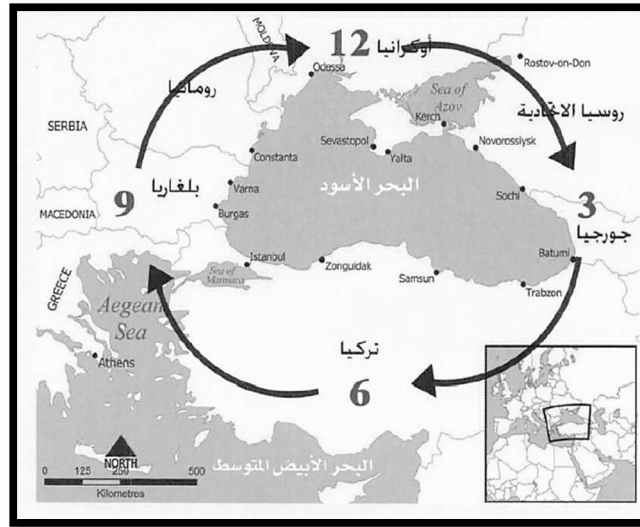 MOLDOVA
12
أوكرانيا
Odessa
Rostov-on-Don
رومانيا
Sea of
Azov
روسيا الاتحادية
Kerch
SERBIA
Sevastopol
Yalta
Novorossiysk
Constanta
بلغاريا
Varna
البحر الأسود
Sochi
3
9
MACEDONIA
Burgas
جورجيا
Istanbul
Zonguldak
Samsun
Batumi
Sea of
Marmara
Trabzon
GREECE
Aegean
Sea
تركيا
Athens
6
NORTH
البحر الأبيض المتوسط
0 125 250 500
Kilometres